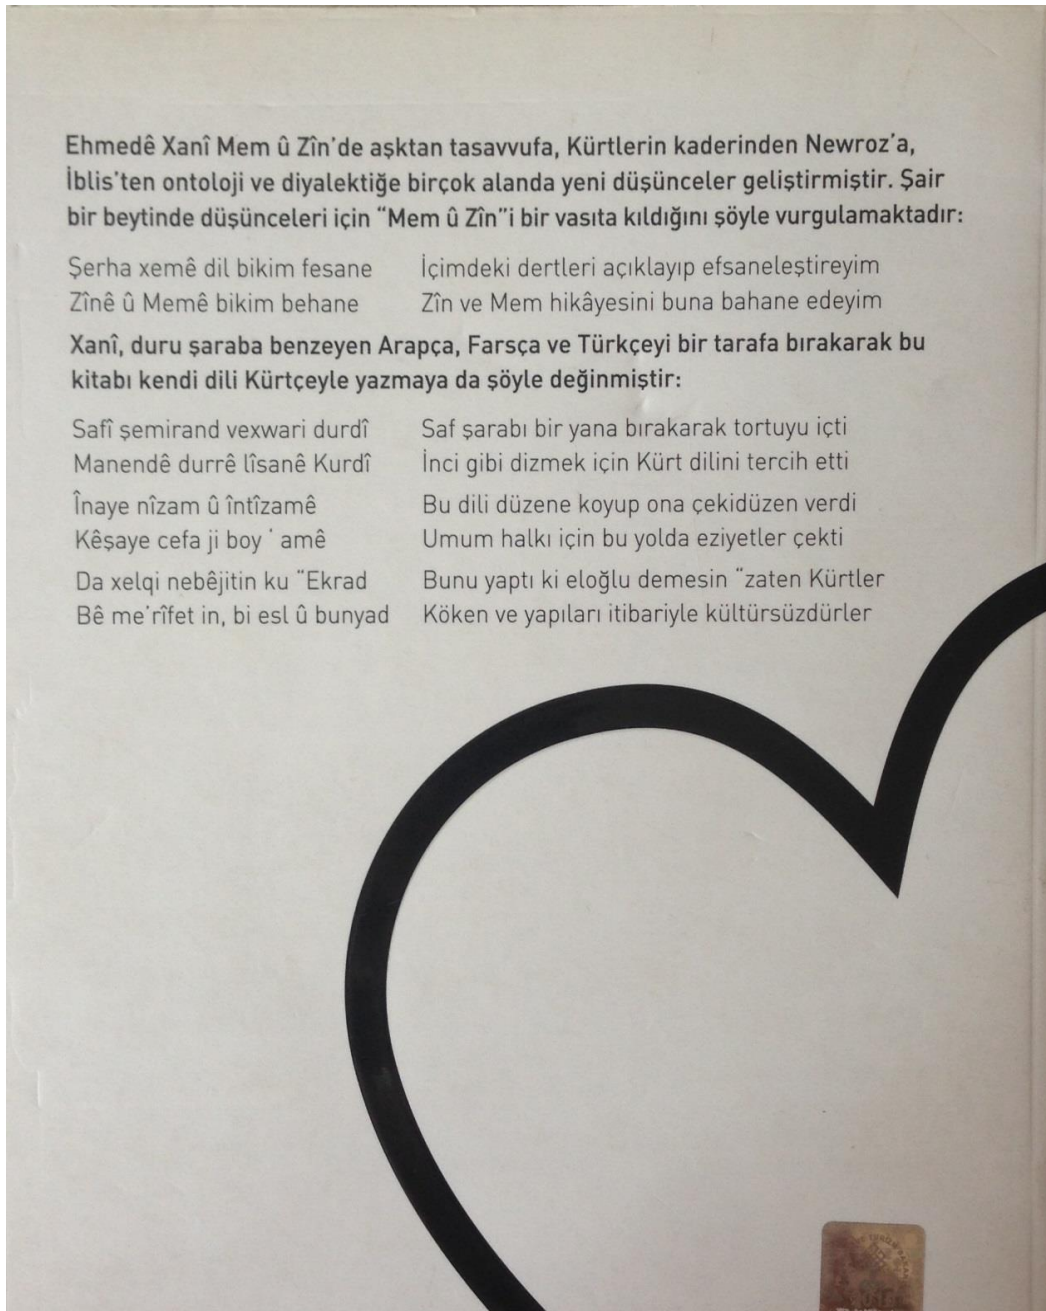 Ehmedê Xanî Mem û Zîn'de aşktan tasavvufa, Kürtlerin kaderinden Newroz'a,
İblis'ten ontoloji ve diyalektiğe birçok alanda yeni düşünceler geliştirmiştir. Şair
bir beytinde düşünceleri için “Mem û Zîn”i bir vasıta kıldığını şöyle vurgulamaktadır:
Şerha xemê dil bikim fesane İçimdeki dertleri açıklayıp efsaneleştireyim
Zînê û Memê bikim behane Zîn ve Mem hikâyesini buna bahane edeyim
Xanî, duru şaraba benzeyen Arapça, Farsça ve Türkçeyi bir tarafa bırakarak bu
kitabı kendi dili Kürtçeyle yazmaya da şöyle değinmiştir:
Safî şemirand vexwari durdî Saf şarabı bir yana bırakarak tortuyu içti
Manendê durrê lîsanê Kurdî İnci gibi dizmek için Kürt dilini tercih etti
Înaye nîzam û întîzamê Bu dili düzene koyup ona çekidüzen verdi
Kêşaye cefa ji boy ' amê Umum halkı için bu yolda eziyetler çekti
Da xelqi nebêjitin ku “Ekrad Bunu yaptı ki eloğlu demesin “zaten Kürtler
Bê me'rîfet in, bi esl û bunyad Köken ve yapıları itibariyle kültürsüzdürler